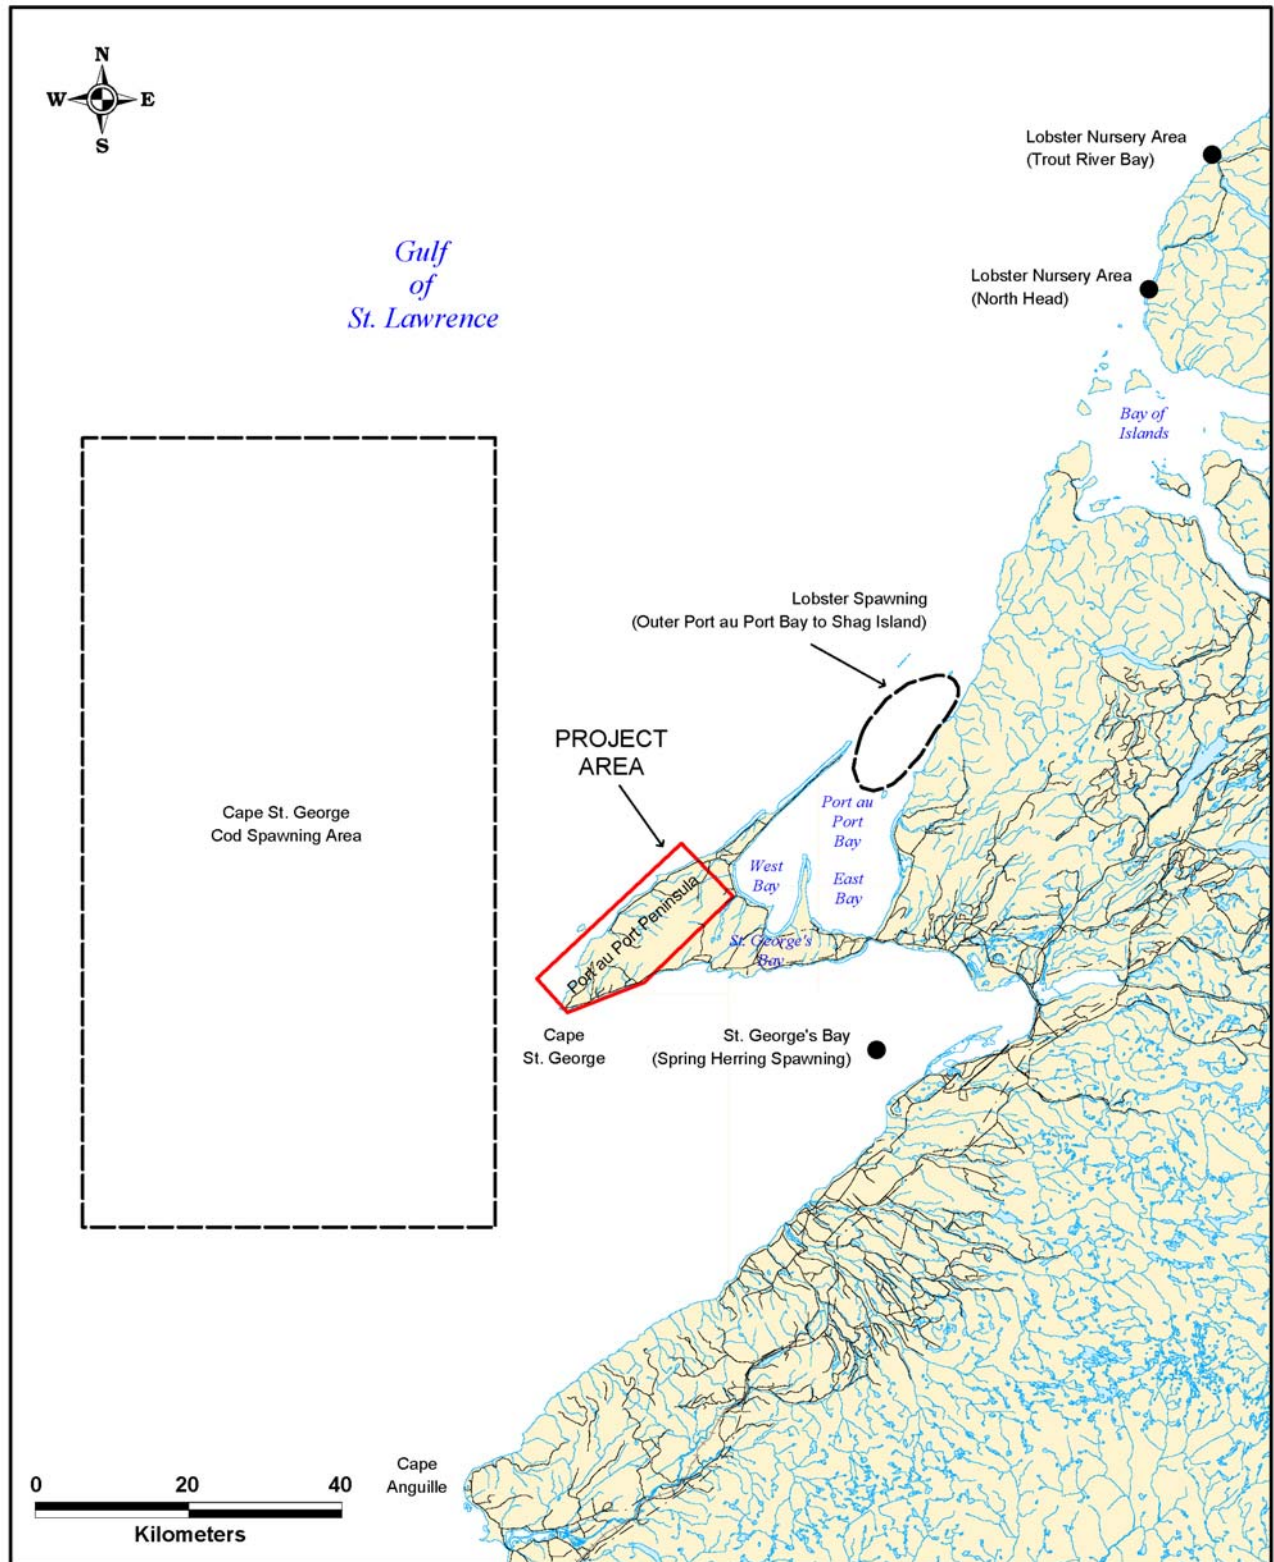 N
W E
S
Lobster Nursery Area
(Trout River Bay)
Gulf
of
St. Lawrence
Lobster Nursery Area
(North Head)
Bay of
Islands
Lobster Spawning
(Outer Port au Port Bay to Shag Island)
PROJECT
AREA
Cape St. George
Cod Spawning Area
Port au
Port
Bay
West
Bay
East
Bay
Port au Port Peninsula
St. George's
Bay
Cape
St. George
St. George's Bay
(Spring Herring Spawning)
Cape
Anguille
0 20 40
Kilometers